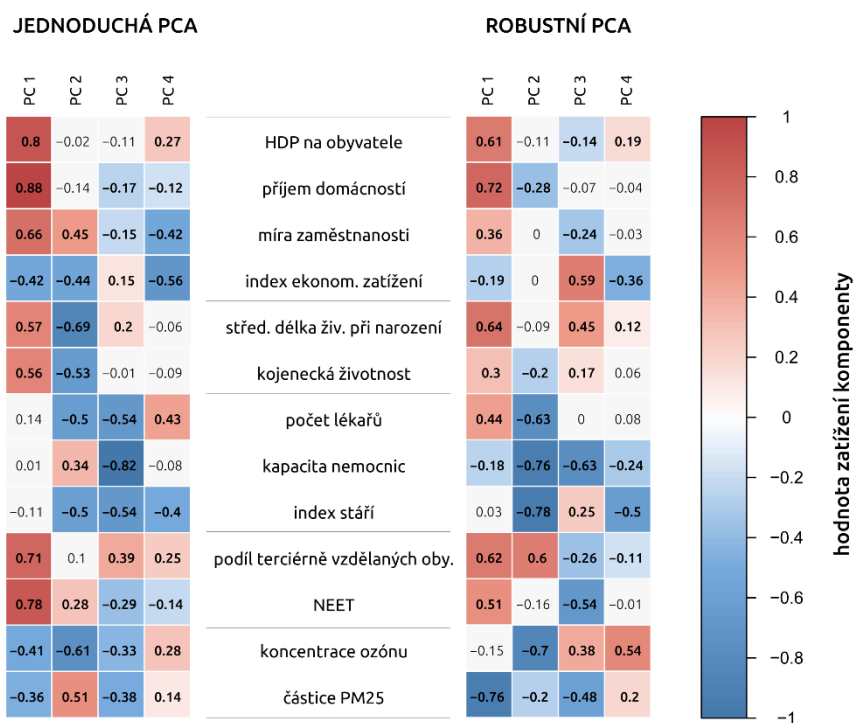 JEDNODUCHÁ PCA ROBUSTNÍ PCA
PC 1 PC 2 PC 3 PC 4 PC 1 PC 2 PC 3 PC 4
0.8 −0.02 −0.11 0.27 HDP na obyvatele 0.61 −0.11 −0.14 0.19
0.88 −0.14 −0.17 −0.12 příjem domácností 0.72 −0.28 −0.07 −0.04
0.66 0.45 −0.15 −0.42 míra zaměstnanosti 0.36 0 −0.24 −0.03
−0.42 −0.44 0.15 −0.56 index ekonom. zatížení −0.19 0 0.59 −0.36
0.57 −0.69 0.2 −0.06 střed. délka živ. při narození 0.64 −0.09 0.45 0.12
0.56 −0.53 −0.01 −0.09 kojenecká životnost 0.3 −0.2 0.17 0.06
0.14 −0.5 −0.54 0.43 počet lékařů 0.44 −0.63 0 0.08
0.01 0.34 −0.82 −0.08 kapacita nemocnic −0.18 −0.76 −0.63 −0.24
−0.11 −0.5 −0.54 −0.4 index stáří 0.03 −0.78 0.25 −0.5
0.71 0.1 0.39 0.25 podíl terciérně vzdělaných oby. 0.62 0.6 −0.26 −0.11
0.78 0.28 −0.29 −0.14 NEET 0.51 −0.16 −0.54 −0.01
−0.41 −0.61 −0.33 0.28 koncentrace ozónu −0.15 −0.7 0.38 0.54
−0.36 0.51 −0.38 0.14 částice PM25 −0.76 −0.2 −0.48 0.2
1
0.8
0.6
0.4
0.2
0
−0.2
−0.4
−0.6
−0.8
−1
hodnota zatížení komponenty